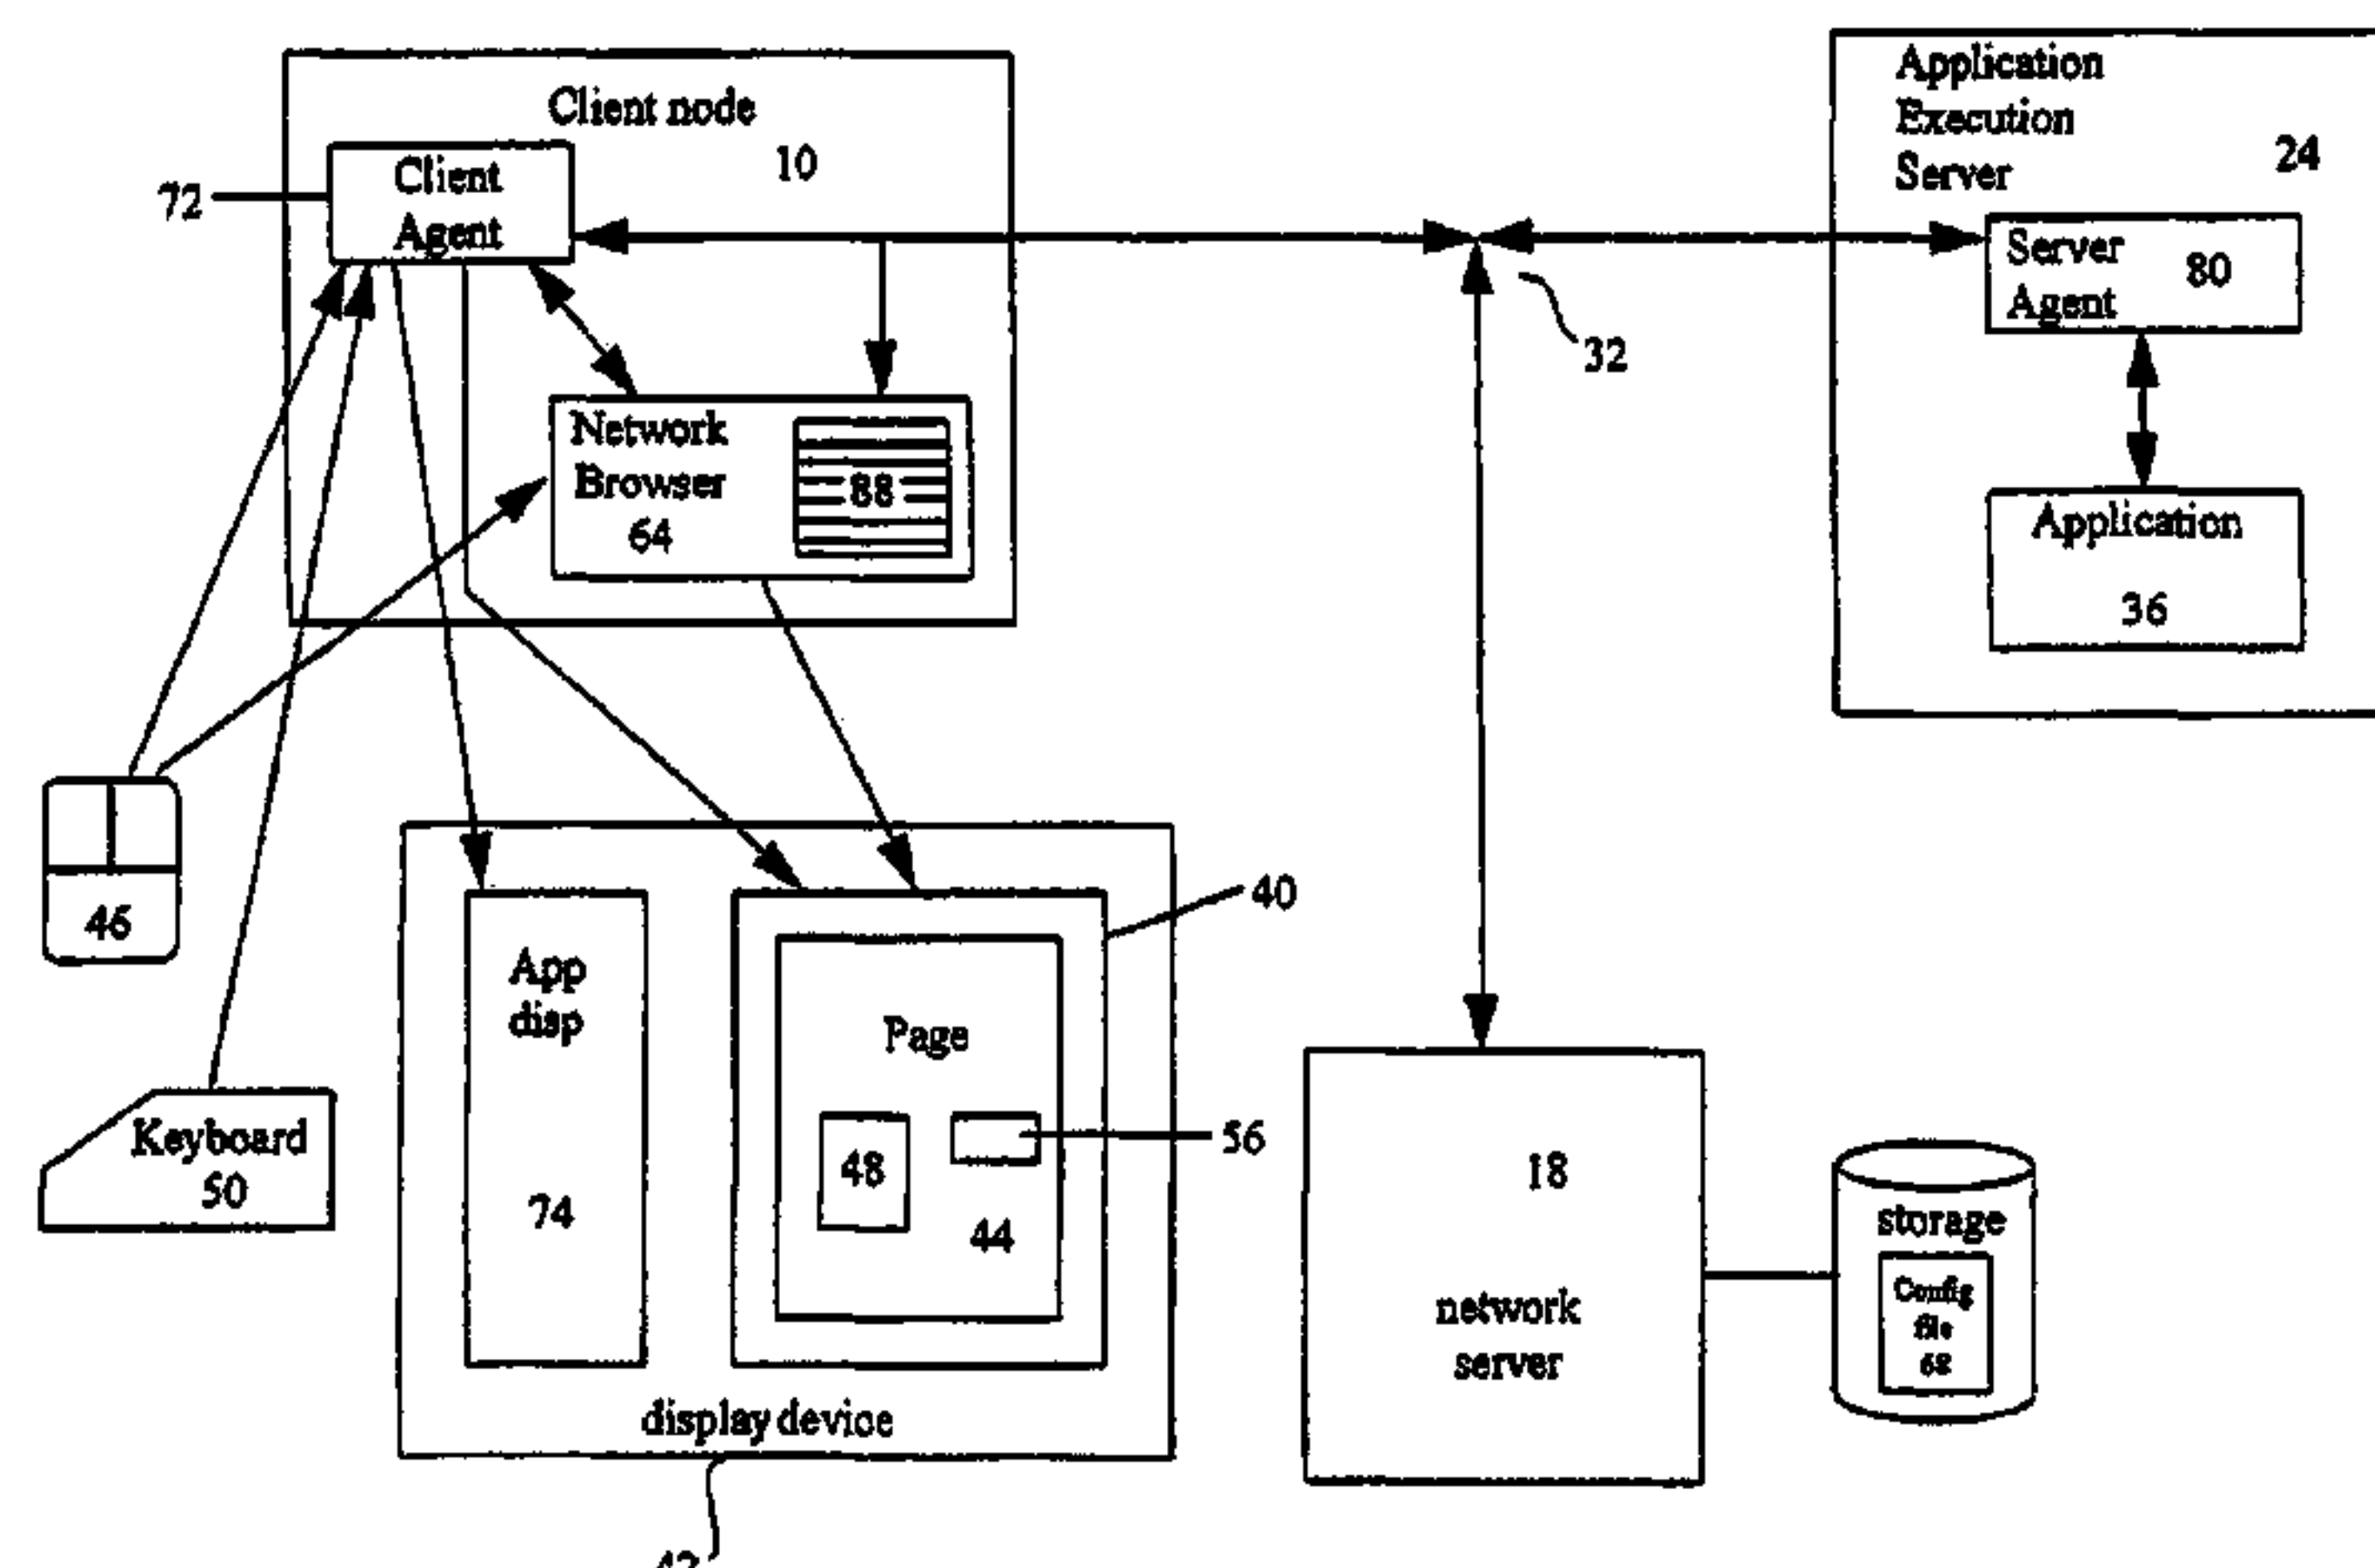 Client node
10
72
Client
Agent
Network
Browser
64
88
Application
Execution
Server
24
Server
Agent
80
32
Application
36
46
Keyboard
50
App
disp
74
Page
48
56
44
40
display device
42
18
network
server
storage
Config
file
68